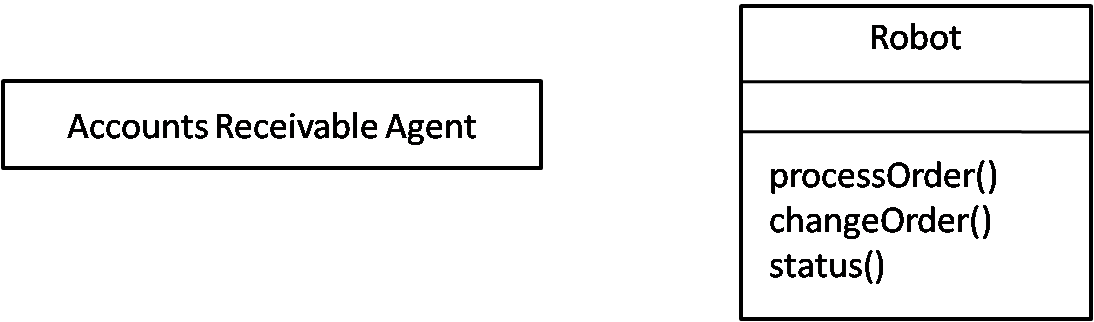 Accounts Receivable Agent
Robot
processOrder()
changeOrder()
status()